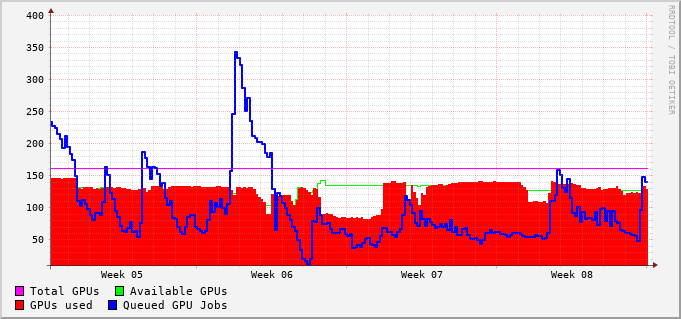 400
350
300
250
200
150
100
50
Week 05 Week 06 Week 07 Week 08
Total GPUs Available GPUs
GPUs used Queued GPU Jobs
RRDTOOL / TOBI OETIKER